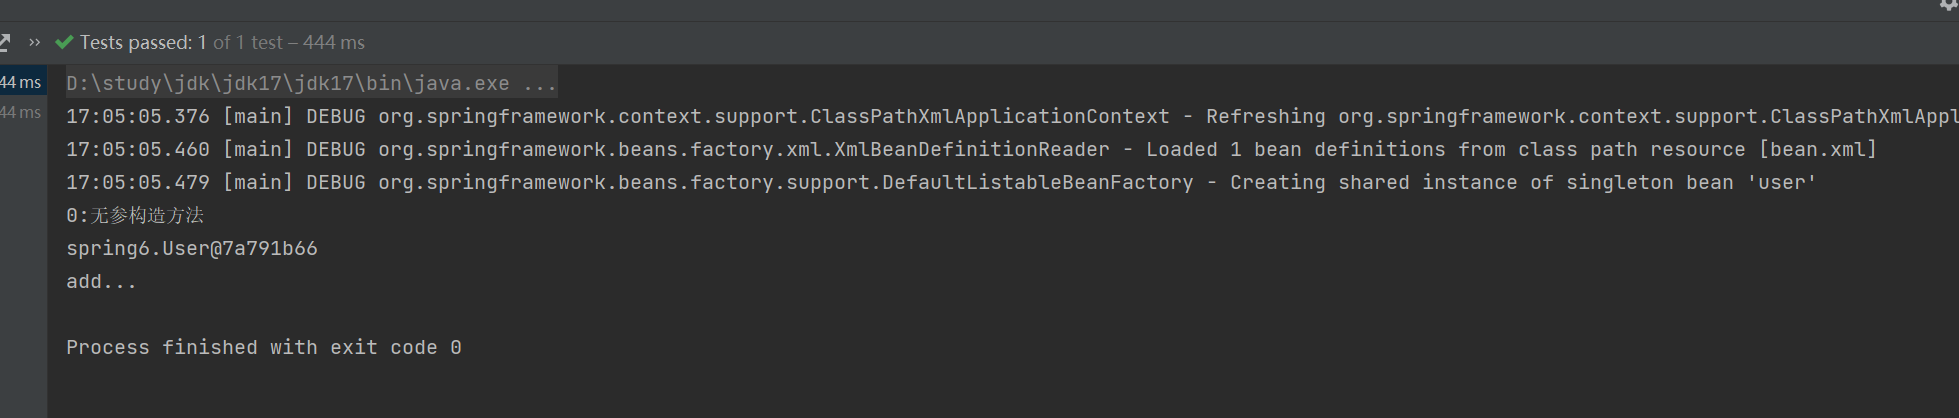 » Tests passed: 1 of 1 test – 444 ms
44 ms
44 ms
D:\study\jdk\jdk17\jdk17\bin\java.exe ...
17:05:05.376 [main] DEBUG org.springframework.context.support.ClassPathXmlApplicationContext - Refreshing org.springframework.context.support.ClassPathXmlAppl
17:05:05.460 [main] DEBUG org.springframework.beans.factory.xml.XmlBeanDefinitionReader - Loaded 1 bean definitions from class path resource [bean.xml]
17:05:05.479 [main] DEBUG org.springframework.beans.factory.support.DefaultListableBeanFactory - Creating shared instance of singleton bean 'user'
0:无参构造方法
spring6.User@7a791b66
add...
Process finished with exit code 0